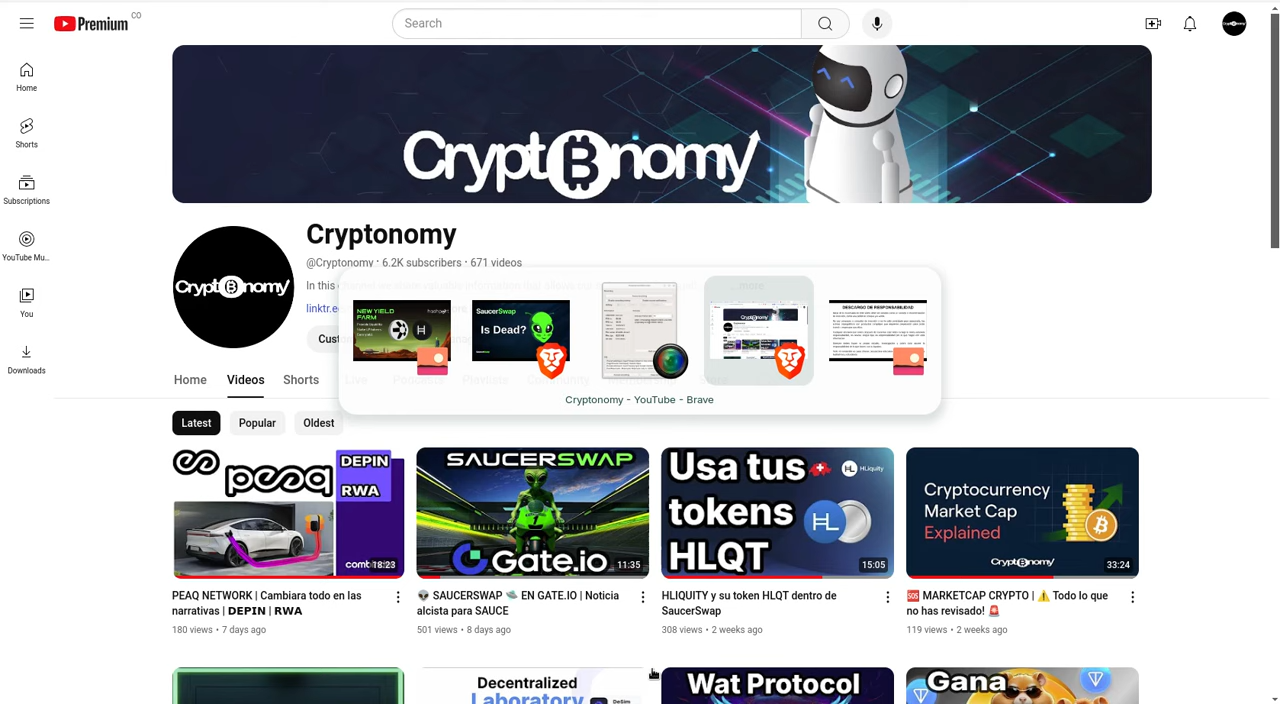 Premium CO
Search
Home
Shorts
Subscriptions
YouTube Mu...
You
Downloads
Cryptonomy
Cryptonomy
Cryptonomy
@Cryptonomy • 6.2K subscribers • 671 videos
In this
...more
linktr.e
Cust
NEW YIELD
FARM
SaucerSwap
Is Dead?
DESCARGO DE RESPONSABILIDAD
Cryptonomy - YouTube - Brave
Home
Videos
Shorts
Latest
Popular
Oldest
peaq
DEPIN
RWA
18:23
PEAQ NETWORK | Cambiara todo en las
narrativas | DEPIN | RWA
180 views • 7 days ago
SAUCERSWAP
Gate.io
11:35
👽 SAUCERSWAP 🛸 EN GATE.IO | Noticia
alcista para SAUCE
501 views • 8 days ago
Usa tus
tokens
HLQT
HLiquity
HL
15:05
HLIQUITY y su token HLQT dentro de
SaucerSwap
308 views • 2 weeks ago
Cryptocurrency
Market Cap
Explained
Cryptonomy
33:24
🆘 MARKETCAP CRYPTO | ⚠️ Todo lo que
no has revisado! 🚨
119 views • 2 weeks ago
Decentralized
Laboratory
Wat Protocol
Gana